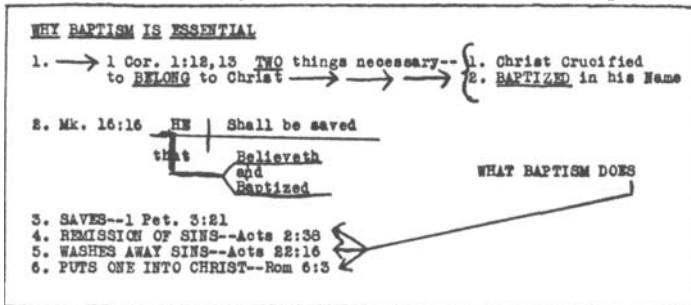 WHY BAPTISM IS ESSENTIAL
1. 1 Cor. 1:12,13 TWO things necessary-- 1. Christ Crucified
to BELONG to Christ 2. BAPTIZED in his Name
2. Mk. 16:16 HE Shall be saved
that Believeth
and
Baptized
WHAT BAPTISM DOES
3. SAVES--1 Pet. 3:21
4. REMISSION OF SINS--Acts 2:38
5. WASHES AWAY SINS--Acts 22:16
6. PUTS ONE INTO CHRIST--Rom 6:3